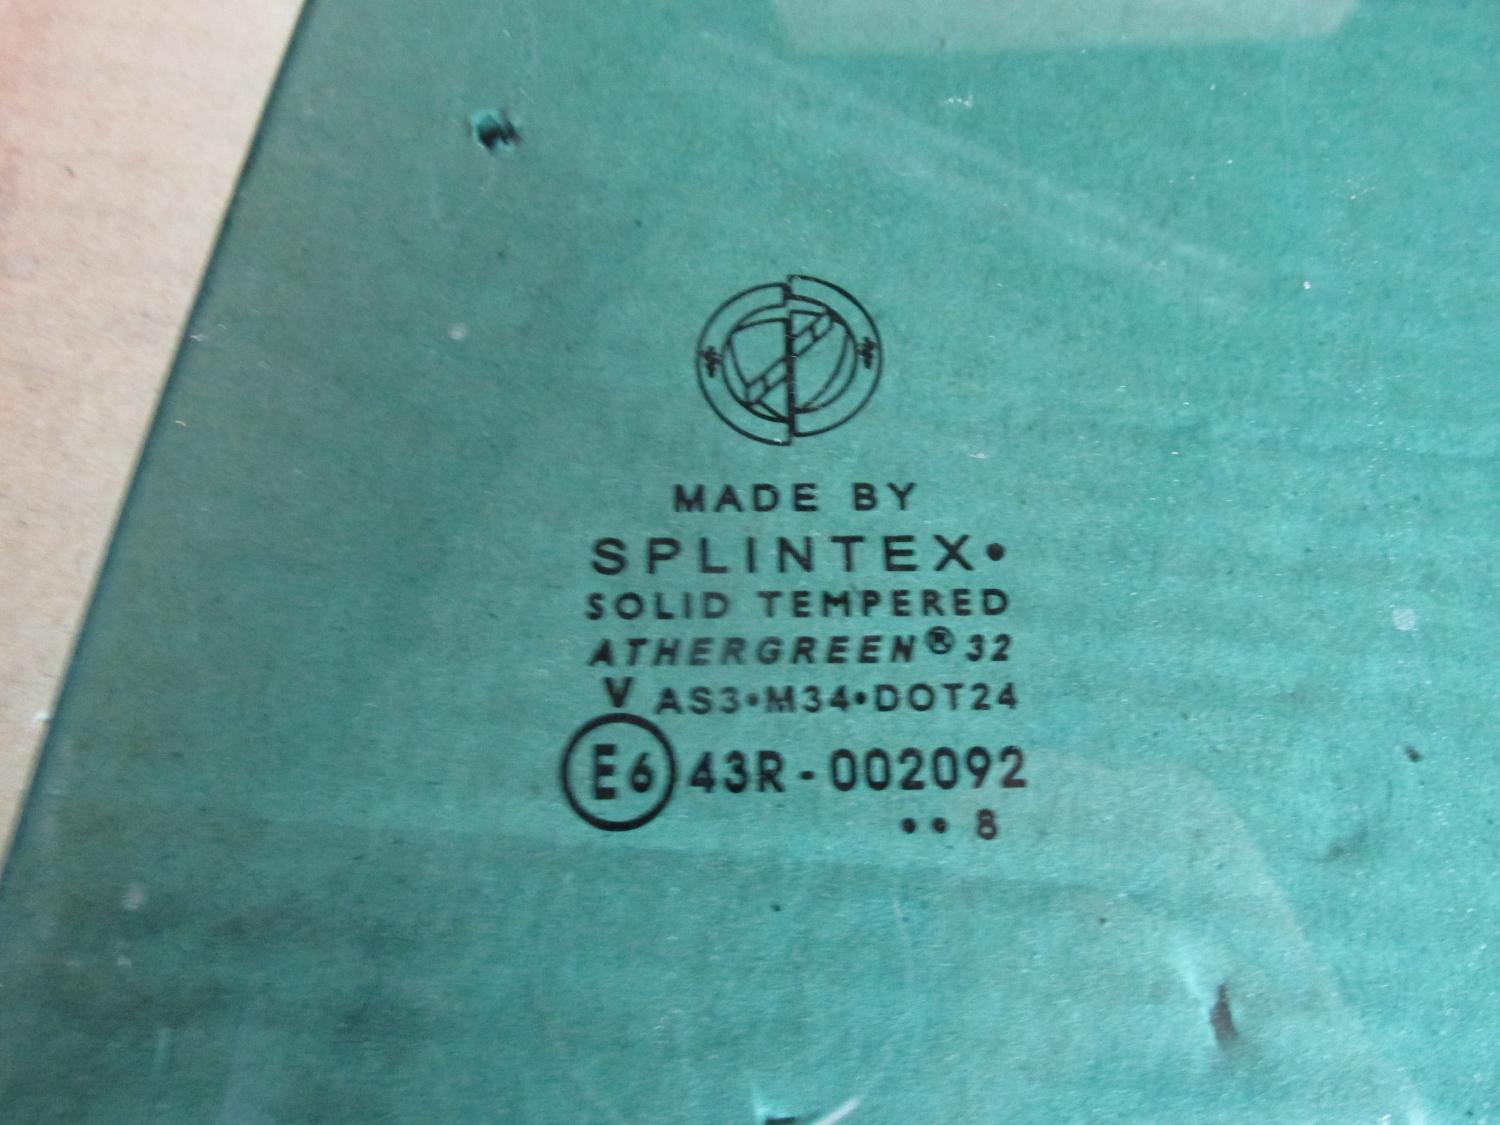 MADE BY
SPLINTEX•
SOLID TEMPERED
ATHERGREEN® 32
V AS3•M34•DOT24
E6 43R-002092
•• 8